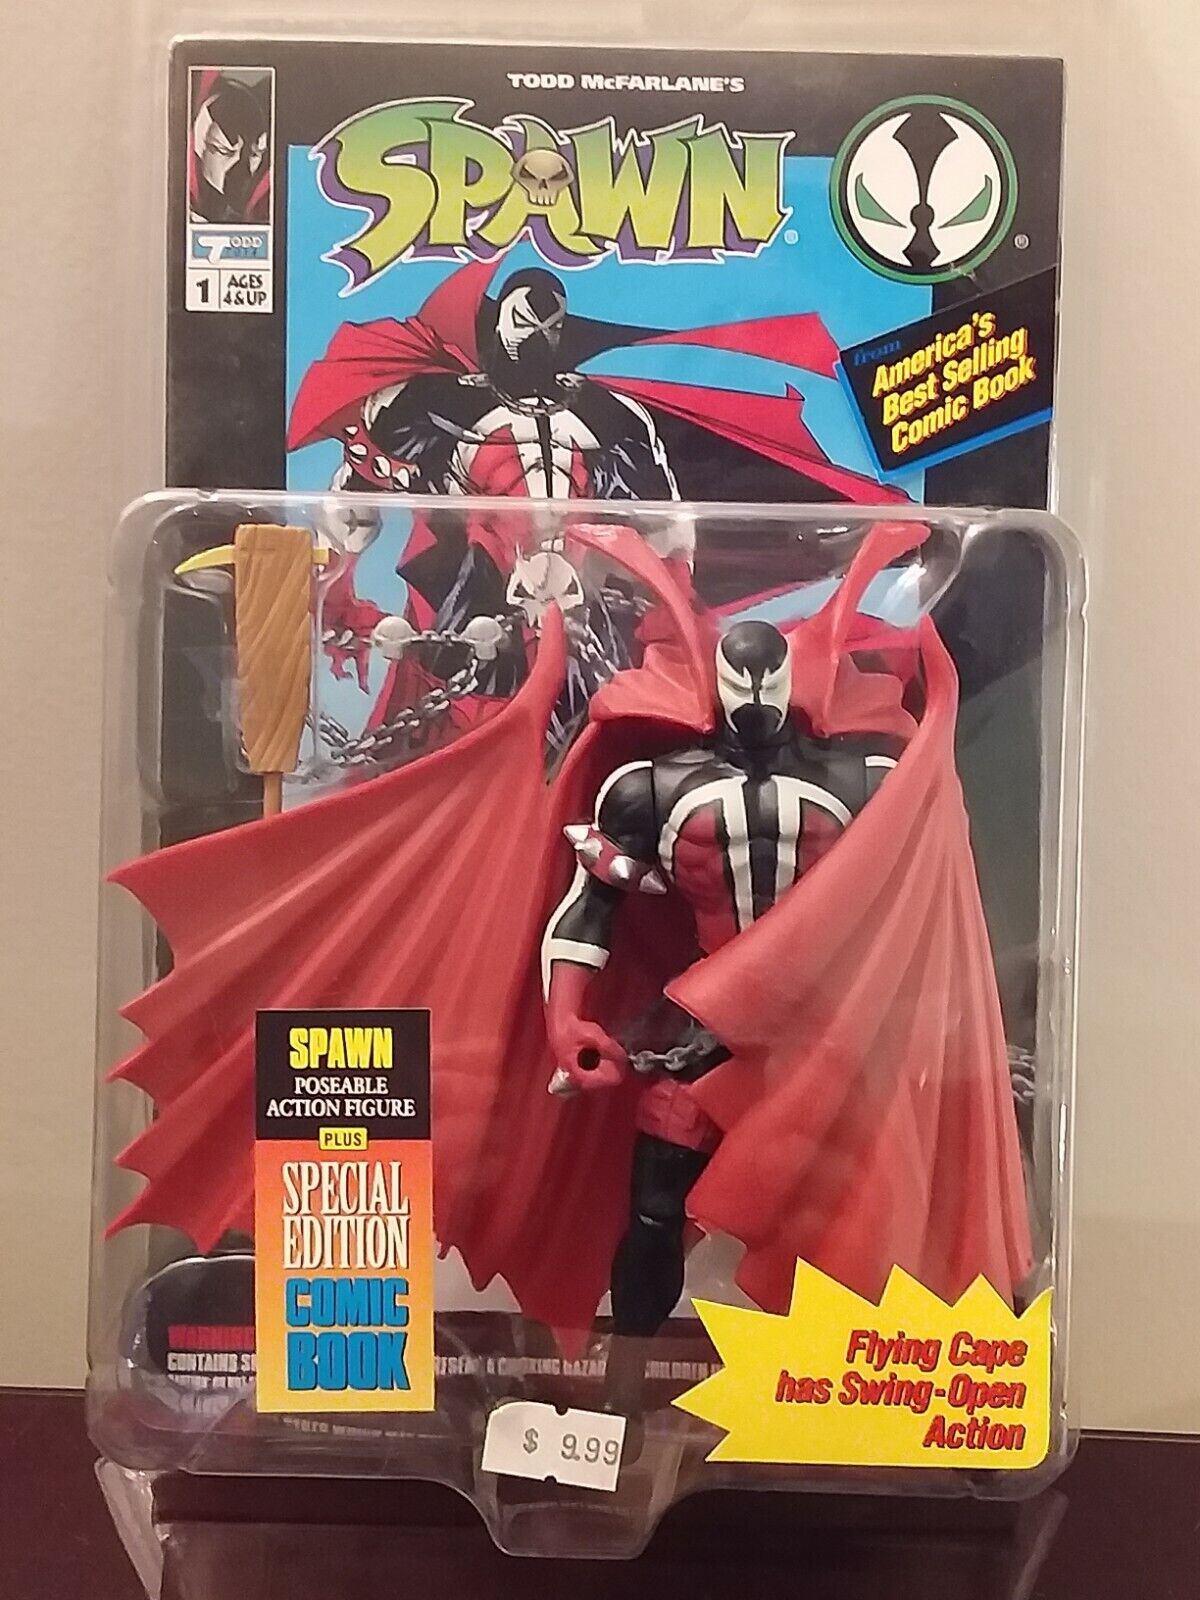 TODD McFARLANE'S
SPAWN
®
®
TODD
TOYS
1
AGES
4 & UP
from
America's
Best Selling
Comic Book
SPAWN
POSEABLE
ACTION FIGURE
PLUS
SPECIAL
EDITION
COMIC
BOOK
WARNING
CONTAINS
Flying Cape
has Swing-Open
Action
$ 9.99